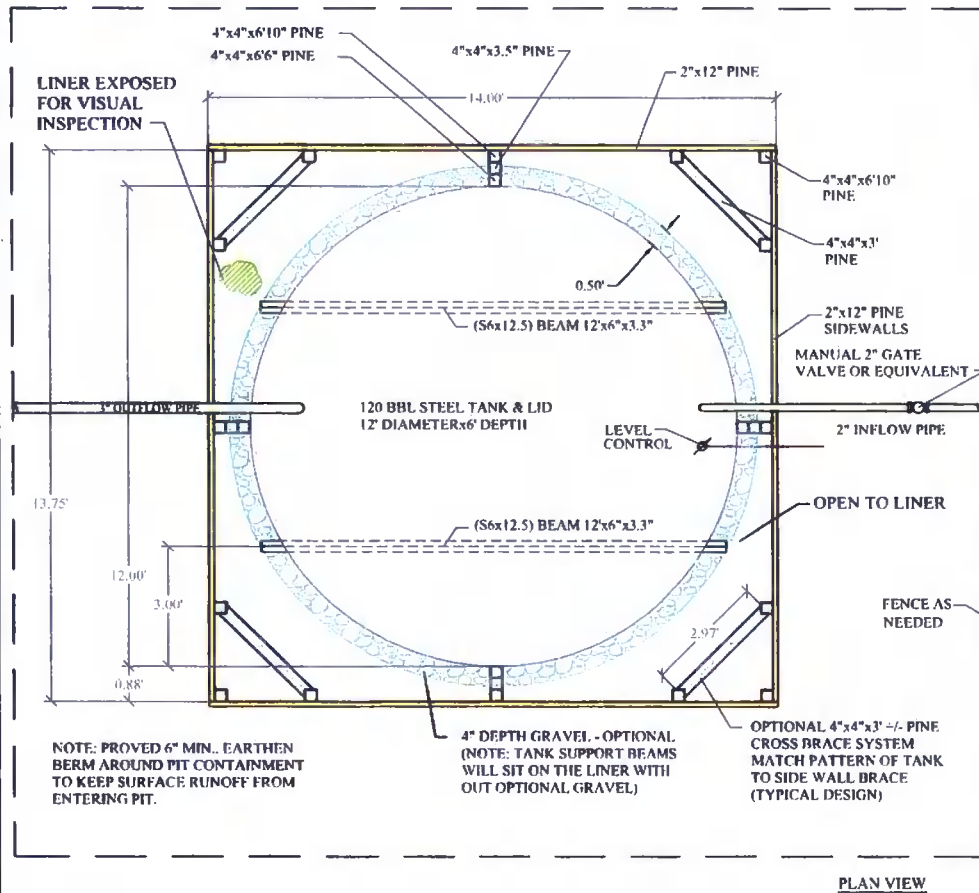 4"x4"x6'10" PINE
4"x4"x6'6" PINE
4"x4"x3.5" PINE
2"x12" PINE
LINER EXPOSED
FOR VISUAL
INSPECTION
14.00'
4"x4"x6'10"
PINE
4"x4"x3'
PINE
0.50'
(S6x12.5) BEAM 12'x6"x3.3"
2"x12" PINE
SIDEWALLS
MANUAL 2" GATE
VALVE OR EQUIVALENT
3" OUTFLOW PIPE
120 BBL STEEL TANK & LID
12' DIAMETERx6' DEPTH
LEVEL
CONTROL
2" INFLOW PIPE
13.75'
(S6x12.5) BEAM 12'x6"x3.3"
OPEN TO LINER
12.00'
3.00'
2.97'
FENCE AS
NEEDED
0.88'
NOTE: PROVED 6" MIN.. EARTHEN
BERM AROUND PIT CONTAINMENT
TO KEEP SURFACE RUNOFF FROM
ENTERING PIT.
4" DEPTH GRAVEL - OPTIONAL
(NOTE: TANK SUPPORT BEAMS
WILL SIT ON THE LINER WITH
OUT OPTIONAL GRAVEL)
OPTIONAL 4"x4"x3' +/- PINE
CROSS BRACE SYSTEM
MATCH PATTERN OF TANK
TO SIDE WALL BRACE
(TYPICAL DESIGN)
PLAN VIEW